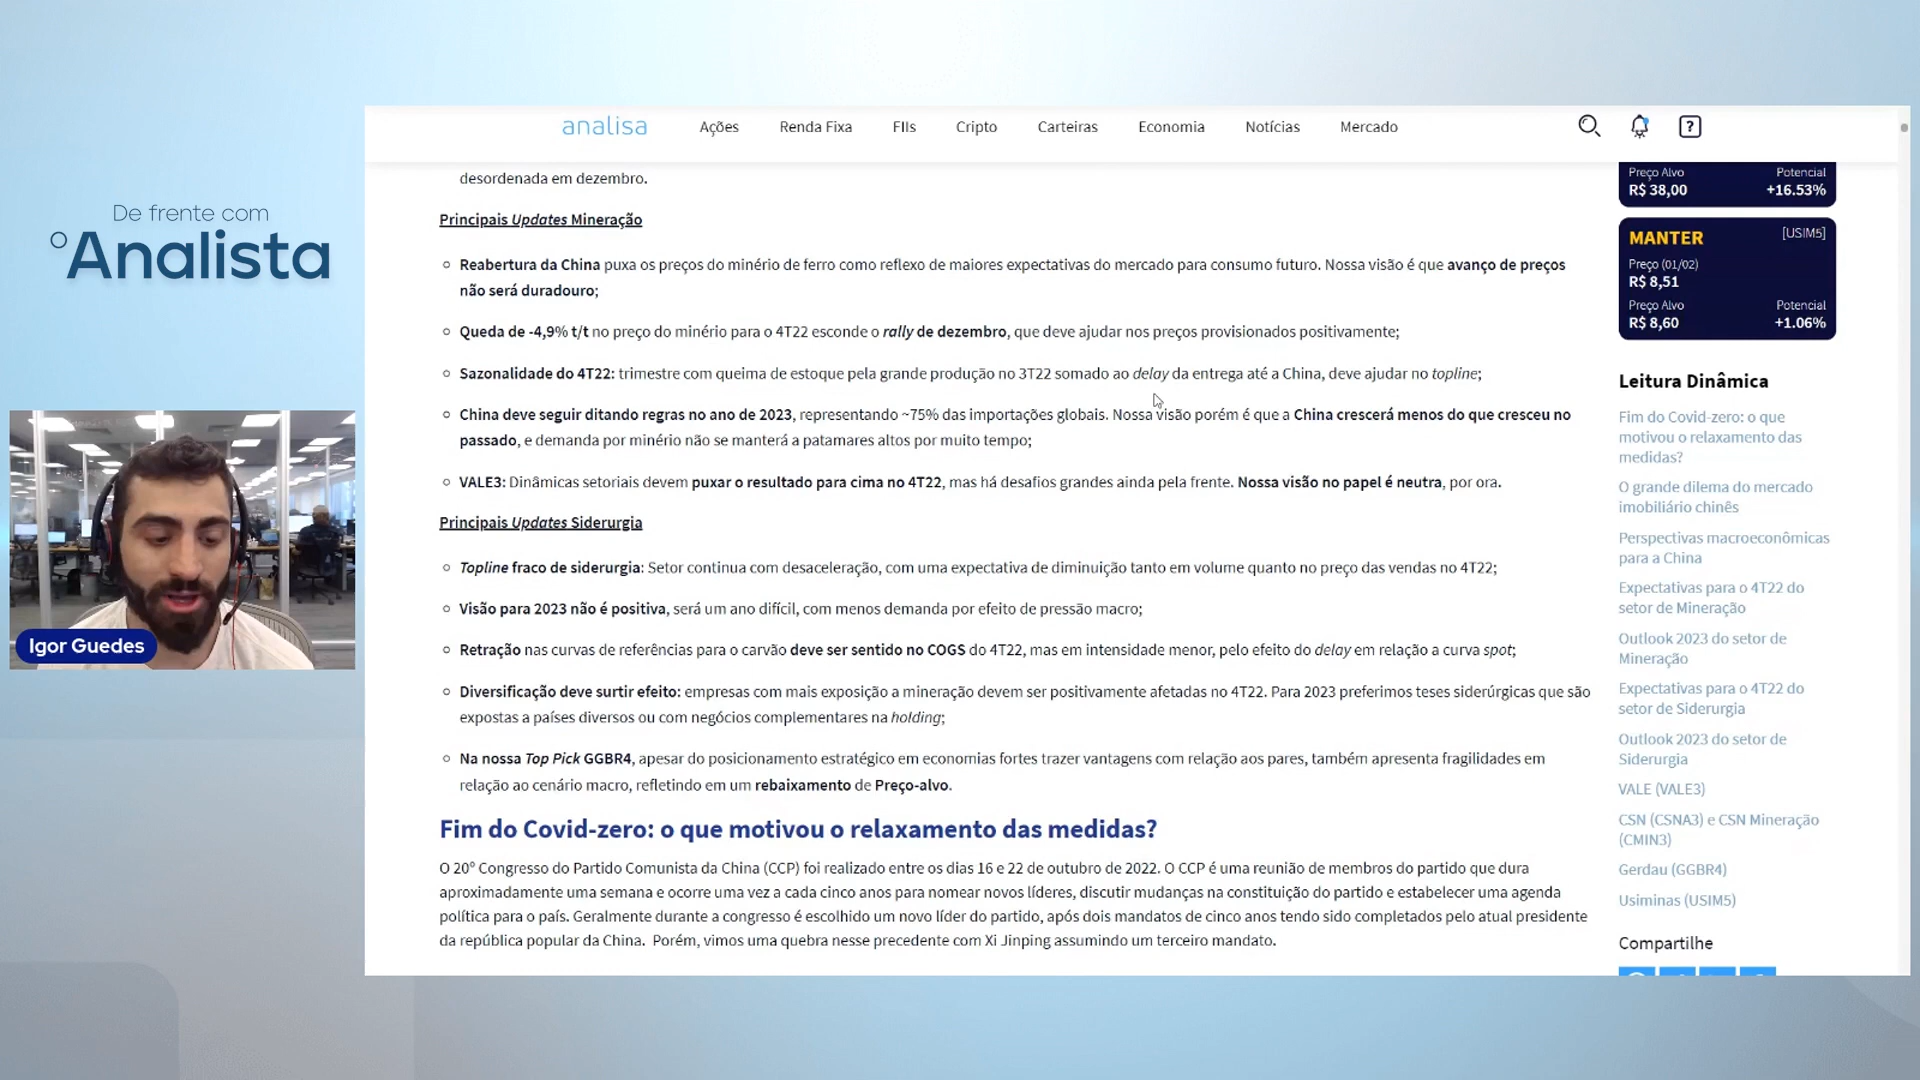 De frente com
o Analista
Igor Guedes
analisa
Ações
Renda Fixa
FIIs
Cripto
Carteiras
Economia
Notícias
Mercado
desordenada em dezembro.
Principais Updates Mineração
Reabertura da China puxa os preços do minério de ferro como reflexo de maiores expectativas do mercado para consumo futuro. Nossa visão é que avanço de preços
não será duradouro;
Queda de -4,9% t/t no preço do minério para o 4T22 esconde o rally de dezembro, que deve ajudar nos preços provisionados positivamente;
Sazonalidade do 4T22: trimestre com queima de estoque pela grande produção no 3T22 somado ao delay da entrega até a China, deve ajudar no topline;
China deve seguir ditando regras no ano de 2023, representando ~75% das importações globais. Nossa visão porém é que a China crescerá menos do que cresceu no
passado, e demanda por minério não se manterá a patamares altos por muito tempo;
VALE3: Dinâmicas setoriais devem puxar o resultado para cima no 4T22, mas há desafios grandes ainda pela frente. Nossa visão no papel é neutra, por ora.
Principais Updates Siderurgia
Topline fraco de siderurgia: Setor continua com desaceleração, com uma expectativa de diminuição tanto em volume quanto no preço das vendas no 4T22;
Visão para 2023 não é positiva, será um ano difícil, com menos demanda por efeito de pressão macro;
Retração nas curvas de referências para o carvão deve ser sentido no COGS do 4T22, mas em intensidade menor, pelo efeito do delay em relação a curva spot;
Diversificação deve surtir efeito: empresas com mais exposição a mineração devem ser positivamente afetadas no 4T22. Para 2023 preferimos teses siderúrgicas que são
expostas a países diversos ou com negócios complementares na holding;
Na nossa Top Pick GGBR4, apesar do posicionamento estratégico em economias fortes trazer vantagens com relação aos pares, também apresenta fragilidades em
relação ao cenário macro, refletindo em um rebaixamento de Preço-alvo.
Fim do Covid-zero: o que motivou o relaxamento das medidas?
O 20º Congresso do Partido Comunista da China (CCP) foi realizado entre os dias 16 e 22 de outubro de 2022. O CCP é uma reunião de membros do partido que dura
aproximadamente uma semana e ocorre uma vez a cada cinco anos para nomear novos líderes, discutir mudanças na constituição do partido e estabelecer uma agenda
política para o país. Geralmente durante a congresso é escolhido um novo líder do partido, após dois mandatos de cinco anos tendo sido completados pelo atual presidente
da república popular da China. Porém, vimos uma quebra nesse precedente com Xi Jinping assumindo um terceiro mandato.
Preço Alvo Potencial
R$ 38,00 +16.53%
MANTER [USIM5]
Preço (01/02)
R$ 8,51
Preço Alvo Potencial
R$ 8,60 +1.06%
Leitura Dinâmica
Fim do Covid-zero: o que
motivou o relaxamento das
medidas?
O grande dilema do mercado
imobiliário chinês
Perspectivas macroeconômicas
para a China
Expectativas para o 4T22 do
setor de Mineração
Outlook 2023 do setor de
Mineração
Expectativas para o 4T22 do
setor de Siderurgia
Outlook 2023 do setor de
Siderurgia
VALE (VALE3)
CSN (CSNA3) e CSN Mineração
(CMIN3)
Gerdau (GGBR4)
Usiminas (USIM5)
Compartilhe